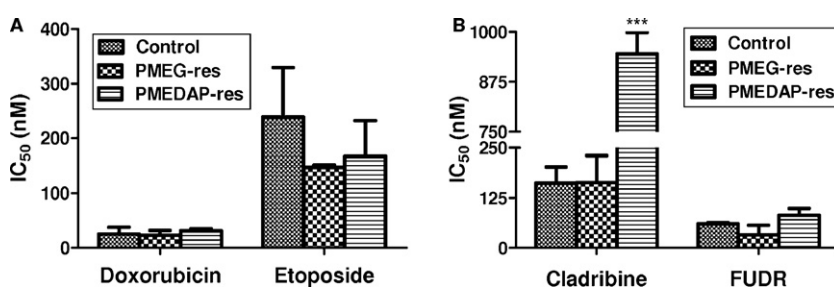 A
Control
PMEG-res
PMEDAP-res
IC50 (nM)
400
300
200
100
0
Doxorubicin
Etoposide
B
***
Control
PMEG-res
PMEDAP-res
IC50 (nM)
1000
875
750
250
125
0
Cladribine
FUDR